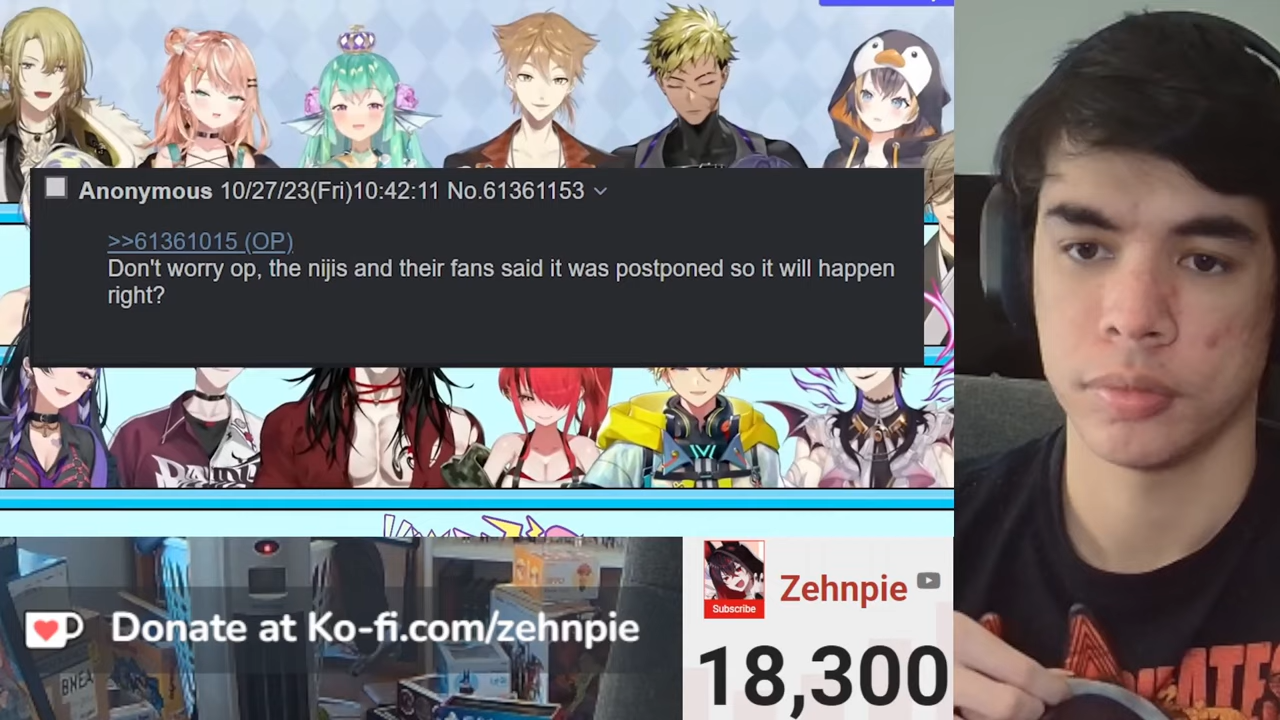 Anonymous 10/27/23(Fri)10:42:11 No.61361153
>>61361015 (OP)
Don't worry op, the nijis and their fans said it was postponed so it will happen
right?
Donate at Ko-fi.com/zehnpie
Zehnpie
Subscribe
18,300